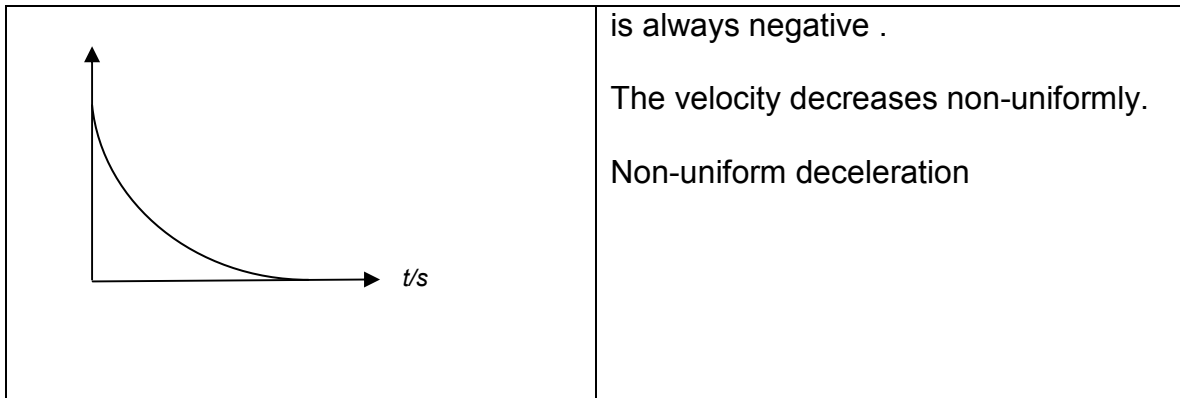 is always negative .
The velocity decreases non-uniformly.
Non-uniform deceleration
t/s